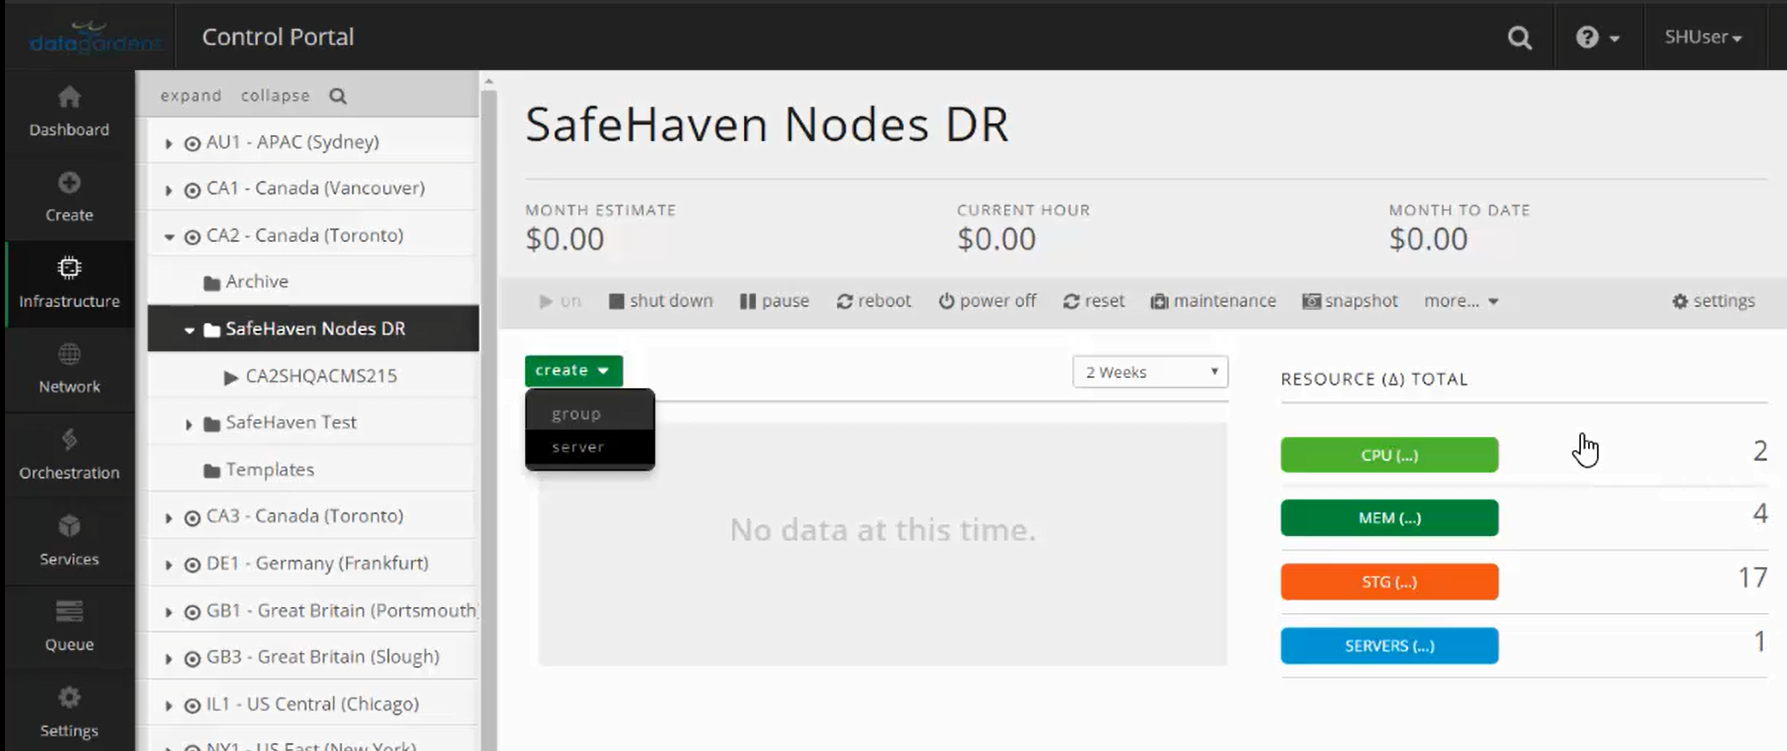 datagardens Control Portal SHUser
Dashboard
Create
Infrastructure
Network
Orchestration
Services
Queue
Settings
expand collapse
AU1 - APAC (Sydney)
CA1 - Canada (Vancouver)
CA2 - Canada (Toronto)
Archive
SafeHaven Nodes DR
CA2SHQACMS215
SafeHaven Test
Templates
CA3 - Canada (Toronto)
DE1 - Germany (Frankfurt)
GB1 - Great Britain (Portsmouth)
GB3 - Great Britain (Slough)
IL1 - US Central (Chicago)
NY1 - US East (New York)
SafeHaven Nodes DR
MONTH ESTIMATE CURRENT HOUR MONTH TO DATE
$0.00 $0.00 $0.00
on shut down pause reboot power off reset maintenance snapshot more... settings
create 2 Weeks
group
server
No data at this time.
RESOURCE (Δ) TOTAL
CPU (...) 2
MEM (...) 4
STG (...) 17
SERVERS (...) 1